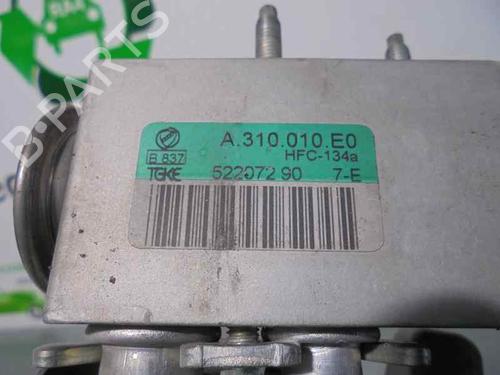 A.310.010.E0
B 837
HFC-134a
TGKE 52207290 7-E
B-PARTS